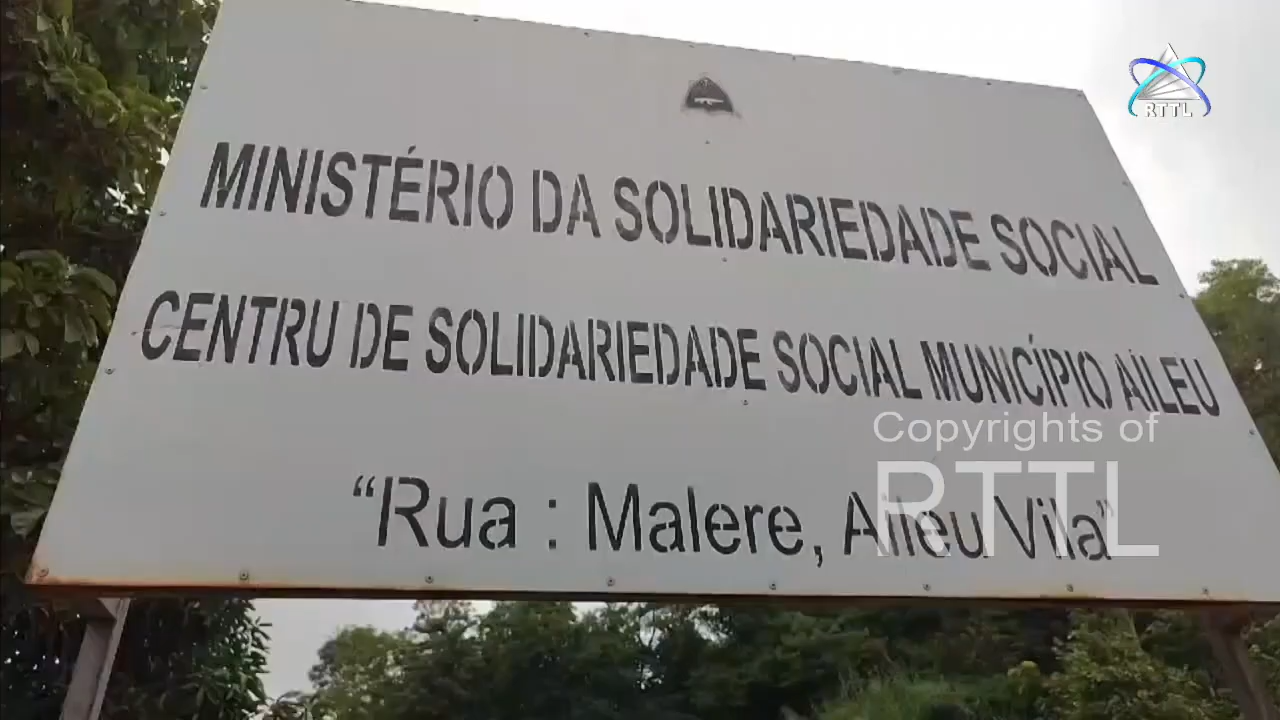 RTTL
MINISTÉRIO DA SOLIDARIEDADE SOCIAL
CENTRU DE SOLIDARIEDADE SOCIAL MUNICÍPIO AILEU
Copyrights of
RTTL
“Rua : Malere, Aileu Vila”